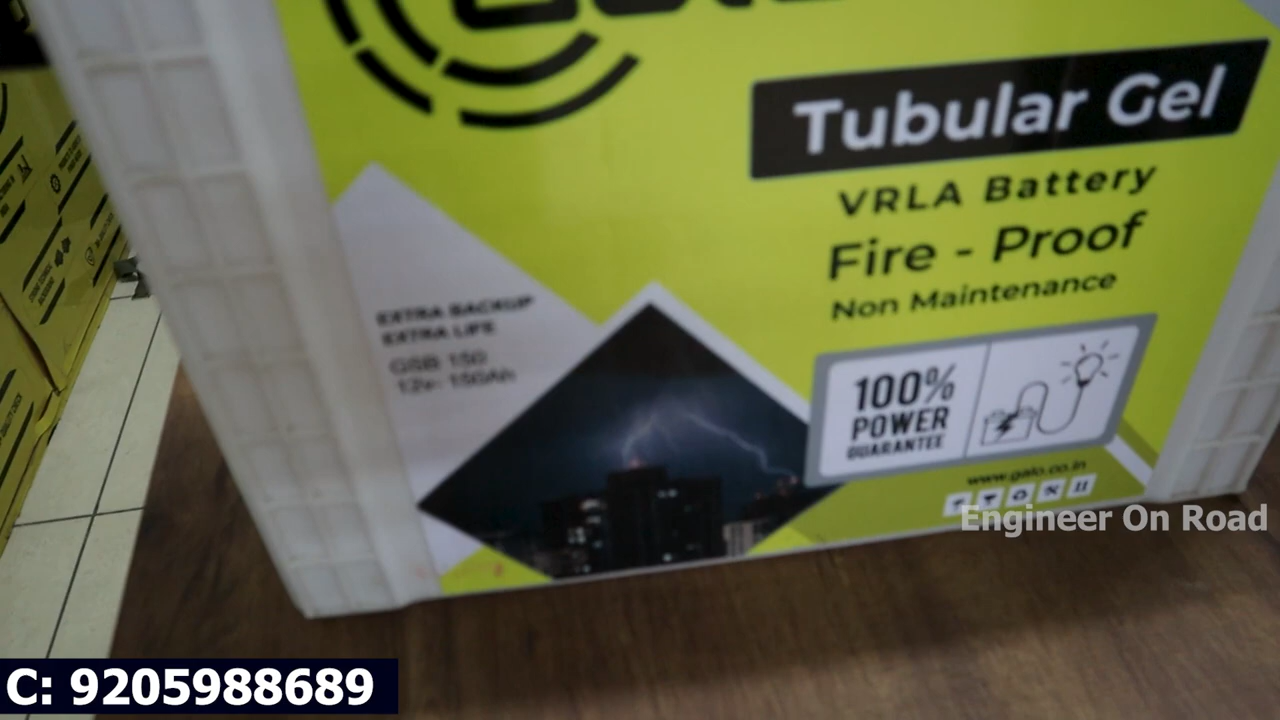 Tubular Gel
VRLA Battery
Fire - Proof
Non Maintenance
EXTRA BACKUP
EXTRA LIFE
GSB 150
12v- 150Ah
100%
POWER
GUARANTEE
www.galo.co.in
Engineer On Road
C: 9205988689